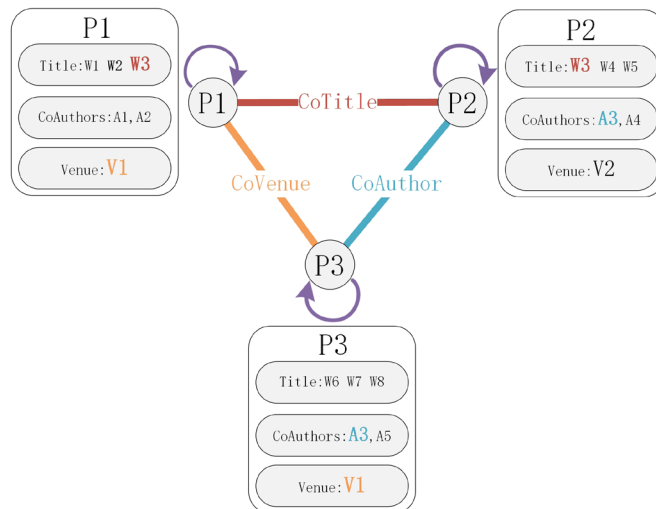 P1
Title:W1 W2 W3
CoAuthors:A1,A2
Venue:V1
P2
Title:W3 W4 W5
CoAuthors:A3,A4
Venue:V2
P1
CoTitle
P2
CoVenue
CoAuthor
P3
P3
Title:W6 W7 W8
CoAuthors:A3,A5
Venue:V1